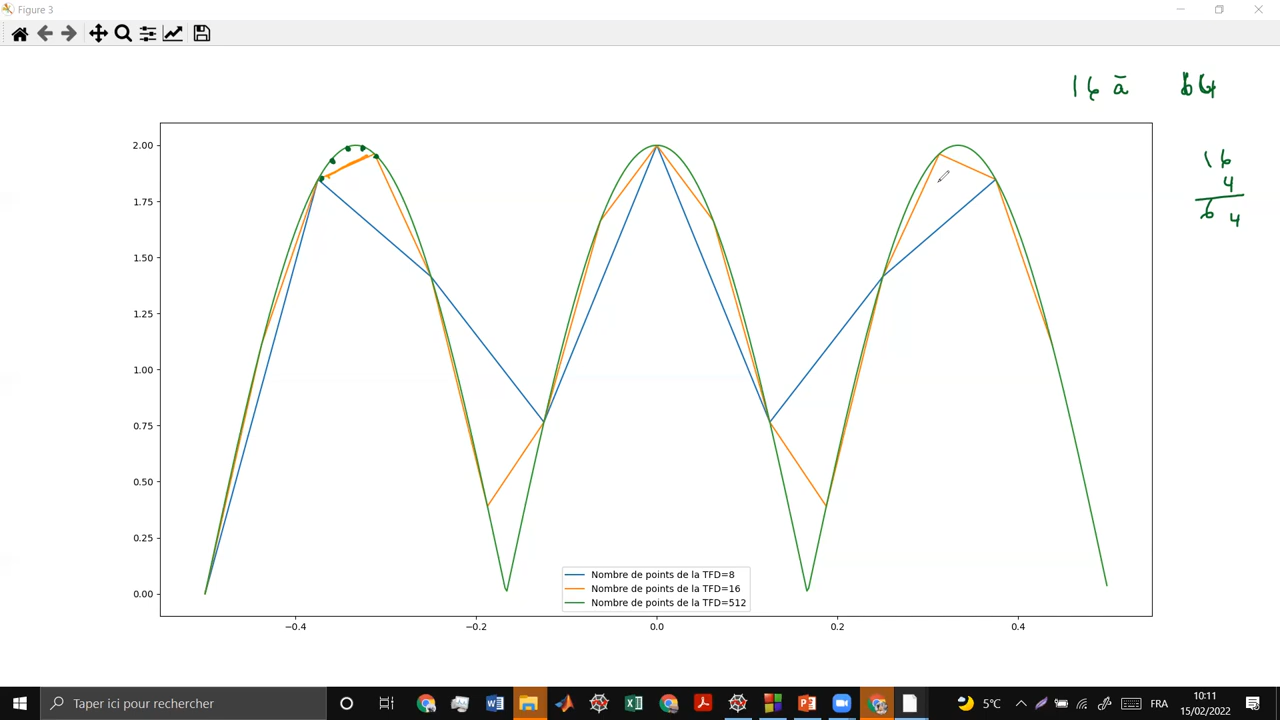 Figure 3
16 à 64
16
4
64
2.00
1.75
1.50
1.25
1.00
0.75
0.50
0.25
0.00
Nombre de points de la TFD=8
Nombre de points de la TFD=16
Nombre de points de la TFD=512
−0.4 −0.2 0.0 0.2 0.4
Taper ici pour rechercher
5°C
FRA
10:11
15/02/2022